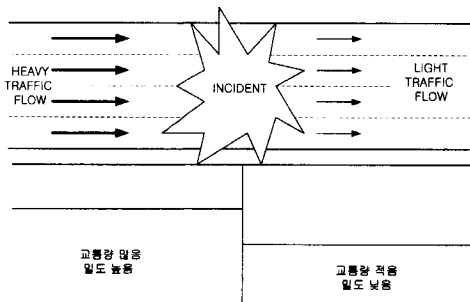 HEAVY
TRAFFIC
FLOW
INCIDENT
LIGHT
TRAFFIC
FLOW
교통량 많음
밀도 높음
교통량 적음
밀도 낮음